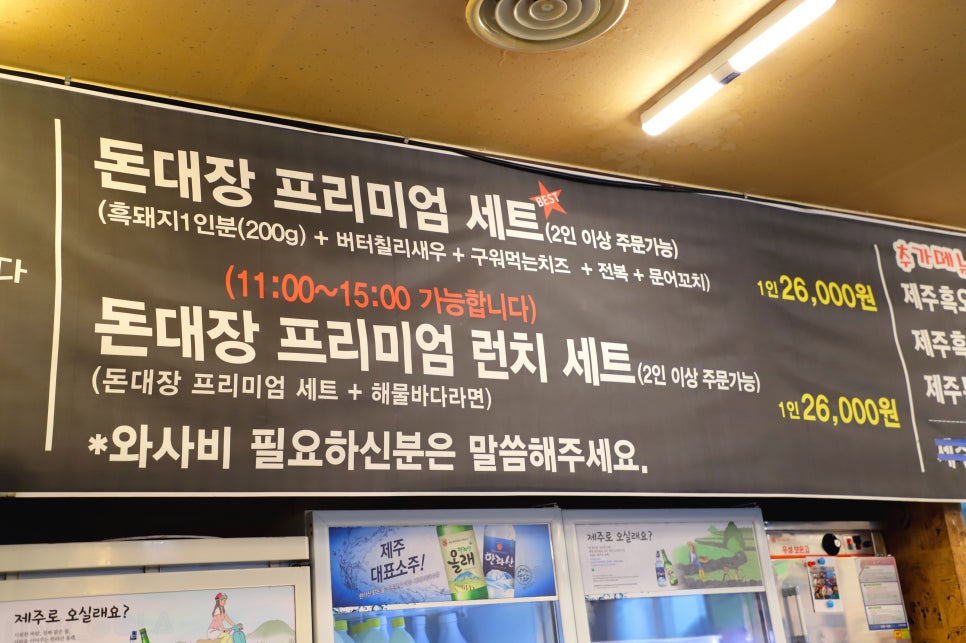 다
돈대장 프리미엄 세트 BEST (2인 이상 주문가능)
(흑돼지1인분(200g) + 버터칠리새우 + 구워먹는치즈 + 전복 + 문어꼬치)
1인 26,000원
(11:00~15:00 가능합니다)
돈대장 프리미엄 런치 세트 (2인 이상 주문가능)
(돈대장 프리미엄 세트 + 해물바다라면)
1인 26,000원
*와사비 필요하신분은 말씀해주세요.
추가메뉴
제주흑
제주흑
제주
제주
대표소주!
올래
한라산
제주로 오실래요?
제주로 오실래요?